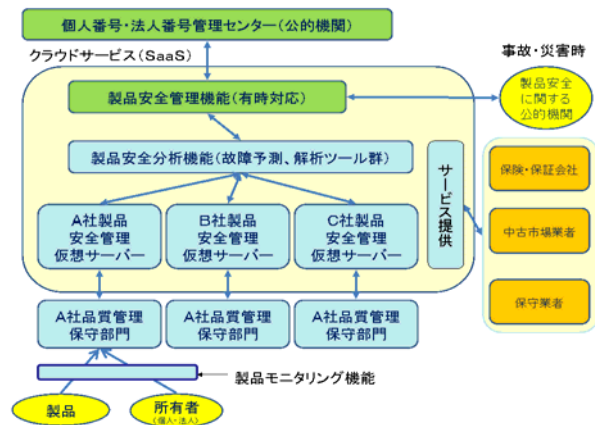 個人番号・法人番号管理センター(公的機関)
クラウドサービス(SaaS)
事故・災害時
製品安全管理機能(有時対応)
製品安全
に関する
公的機関
製品安全分析機能(故障予測、解析ツール群)
サービス提供
保険・保証会社
中古市場業者
保守業者
A社製品
安全管理
仮想サーバー
B社製品
安全管理
仮想サーバー
C社製品
安全管理
仮想サーバー
A社品質管理
保守部門
A社品質管理
保守部門
A社品質管理
保守部門
製品モニタリング機能
製品
所有者
(個人・法人)